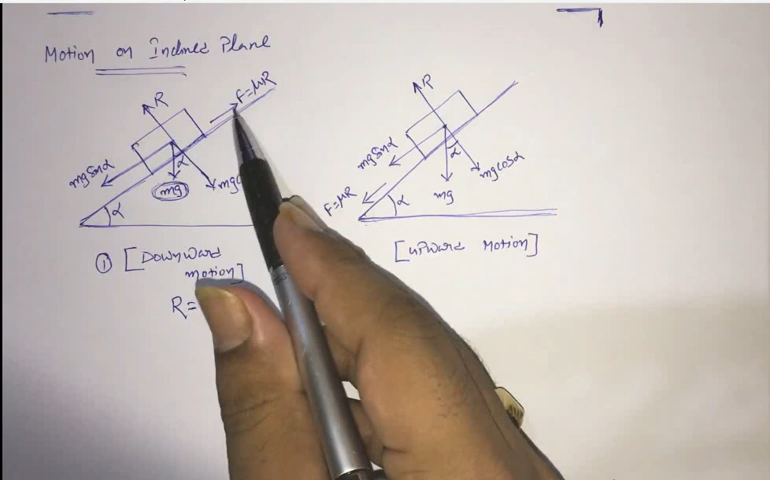 Motion on Inclined Plane
R
F=μR
mg sinα
α
mg
α
① [Downward
motion]
R=
R
mg sinα
α
mg cosα
F=μR
mg
α
[upward Motion]